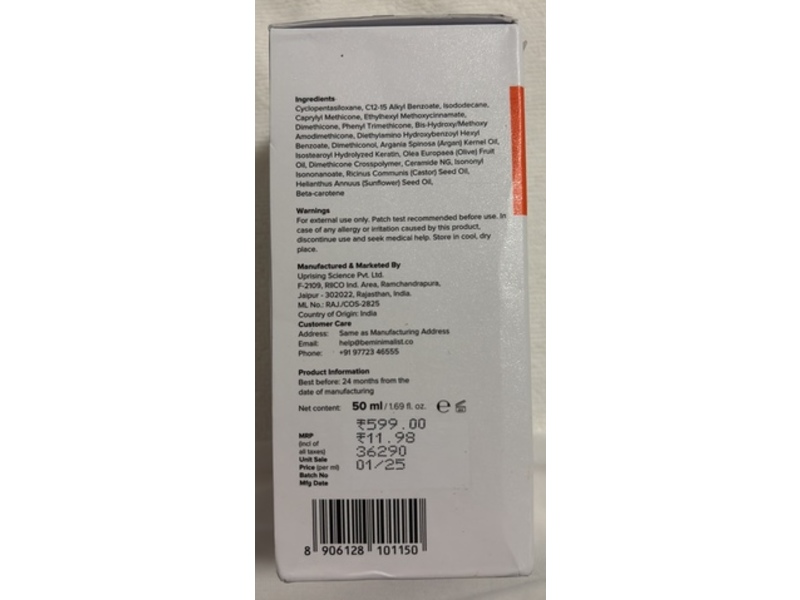 Ingredients
Cyclopentasiloxane, C12-15 Alkyl Benzoate, Isododecane,
Caprylyl Methicone, Ethylhexyl Methoxycinnamate,
Dimethicone, Phenyl Trimethicone, Bis-Hydroxy/Methoxy
Amodimethicone, Diethylamino Hydroxybenzoyl Hexyl
Benzoate, Dimethiconol, Argania Spinosa (Argan) Kernel Oil,
Isostearoyl Hydrolyzed Keratin, Olea Europaea (Olive) Fruit
Oil, Dimethicone Crosspolymer, Ceramide NG, Isononyl
Isononanoate, Ricinus Communis (Castor) Seed Oil,
Helianthus Annuus (Sunflower) Seed Oil,
Beta-carotene
Warnings
For external use only. Patch test recommended before use. In
case of any allergy or irritation caused by this product,
discontinue use and seek medical help. Store in cool, dry
place.
Manufactured & Marketed By
Uprising Science Pvt. Ltd.
F-2109, RIICO Ind. Area, Ramchandrapura,
Jaipur - 302022, Rajasthan, India.
ML No.: RAJ./COS-2825
Country of Origin: India
Customer Care
Address: Same as Manufacturing Address
Email: help@beminimalist.co
Phone: +91 97723 46555
Product Information
Best before: 24 months from the
date of manufacturing
Net content: 50 ml / 1.69 fl. oz. ℮
₹599.00
MRP ₹11.98
(incl of
all taxes) 36290
Unit Sale
Price (per ml) 01/25
Batch No
Mfg Date
8 906128 101150